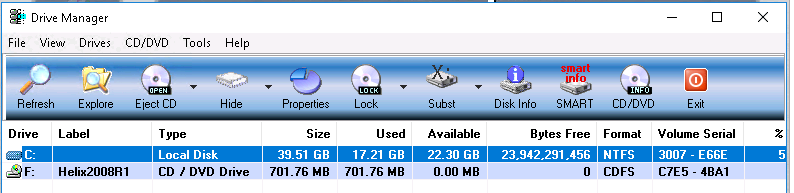 Drive Manager
File View Drives CD/DVD Tools Help
OPEN LOCK X: smart info INFO
Refresh Explore Eject CD Hide Properties Lock Subst Disk Info SMART CD/DVD Exit
Drive Label Type Size Used Available Bytes Free Format Volume Serial %
C: Local Disk 39.51 GB 17.21 GB 22.30 GB 23,942,291,456 NTFS 3007 - E66E 5
F: Helix2008R1 CD / DVD Drive 701.76 MB 701.76 MB 0.00 MB 0 CDFS C7E5 - 4BA1